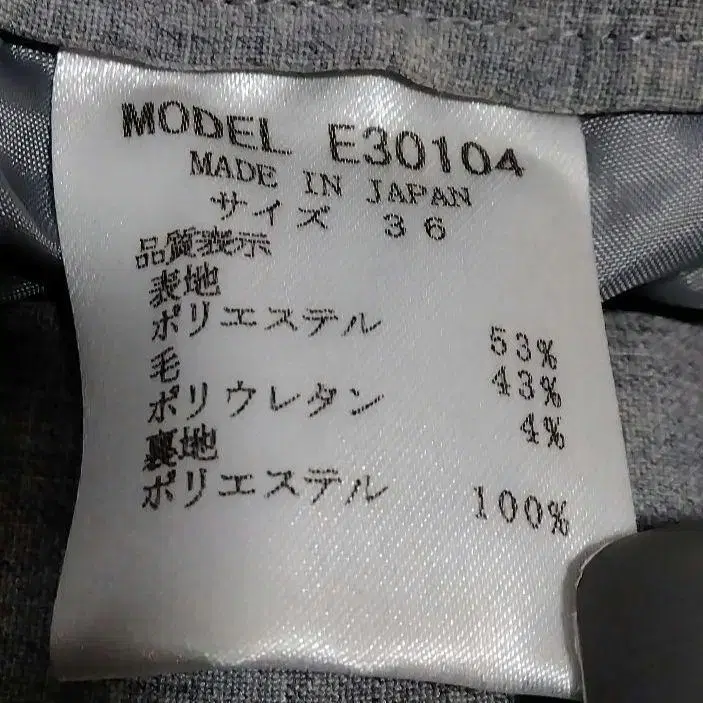 MODEL E30104
MADE IN JAPAN
サイズ 36
品質表示
表地
ポリエステル 53%
毛 43%
ポリウレタン 4%
裏地
ポリエステル 100%